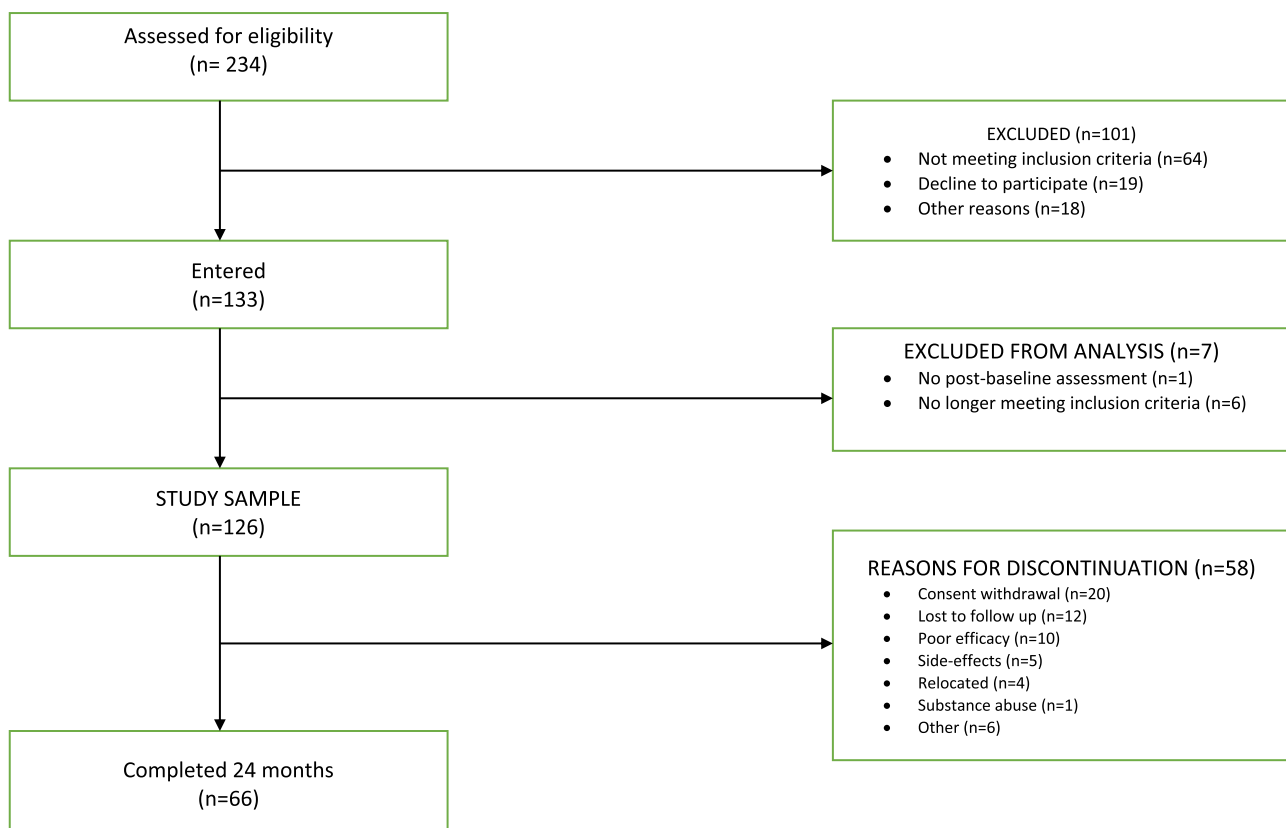 Assessed for eligibility
(n= 234)
EXCLUDED (n=101)
• Not meeting inclusion criteria (n=64)
• Decline to participate (n=19)
• Other reasons (n=18)
Entered
(n=133)
EXCLUDED FROM ANALYSIS (n=7)
• No post-baseline assessment (n=1)
• No longer meeting inclusion criteria (n=6)
STUDY SAMPLE
(n=126)
REASONS FOR DISCONTINUATION (n=58)
• Consent withdrawal (n=20)
• Lost to follow up (n=12)
• Poor efficacy (n=10)
• Side-effects (n=5)
• Relocated (n=4)
• Substance abuse (n=1)
• Other (n=6)
Completed 24 months
(n=66)